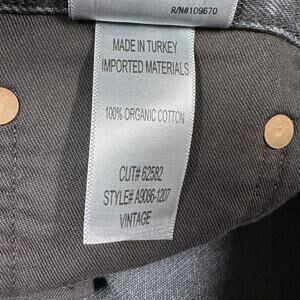 R/N#109670
MADE IN TURKEY
IMPORTED MATERIALS
100% ORGANIC COTTON
CUT# 62582
STYLE# A9086-1207
VINTAGE